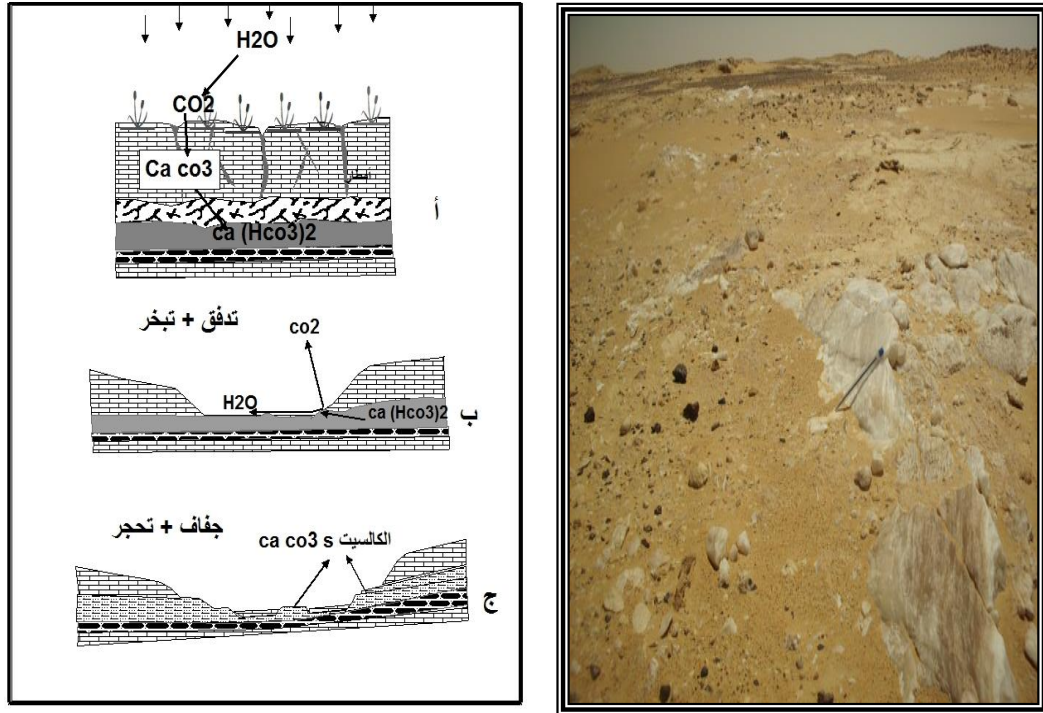 H2O
CO2
Ca co3
امطار
أ
ca (Hco3)2
تدفق + تبخر
co2
H2O
ca (Hco3)2
ب
جفاف + تحجر
ca co3 s الكالسيت
ج